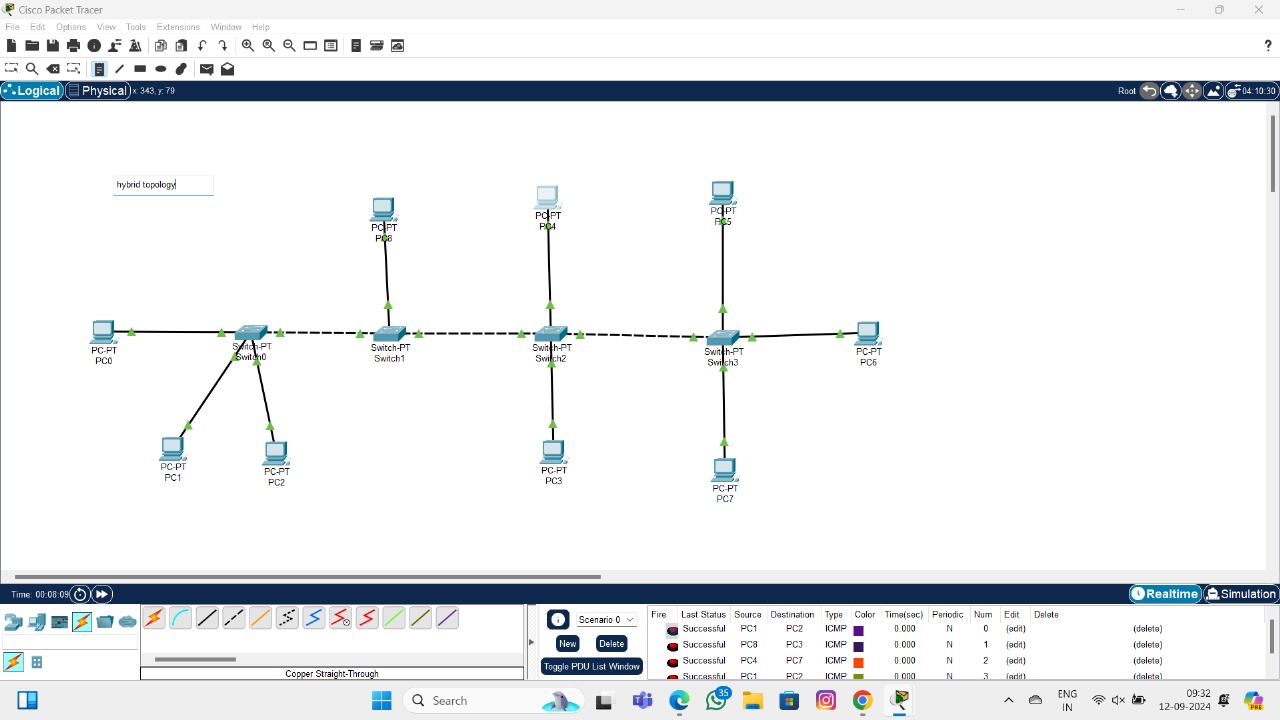 Cisco Packet Tracer
File Edit Options View Tools Extensions Window Help
?
Logical Physical x: 343, y: 79
Root 04:10:30
hybrid topology
PC-PT
PC8
PC-PT
PC4
PC-PT
PC5
PC-PT
PC0
Switch-PT
Switch0
Switch-PT
Switch1
Switch-PT
Switch2
Switch-PT
Switch3
PC-PT
PC6
PC-PT
PC1
PC-PT
PC2
PC-PT
PC3
PC-PT
PC7
Time: 00:08:09
Realtime Simulation
Scenario 0
New Delete
Toggle PDU List Window
Copper Straight-Through
Fire Last Status Source Destination Type Color Time(sec) Periodic Num Edit Delete
Successful PC1 PC2 ICMP 0.000 N 0 (edit) (delete)
Successful PC8 PC3 ICMP 0.000 N 1 (edit) (delete)
Successful PC4 PC7 ICMP 0.000 N 2 (edit) (delete)
Successful PC1 PC2 ICMP 0.000 N 3 (edit) (delete)
Search
35
ENG
IN
09:32
12-09-2024
PRE